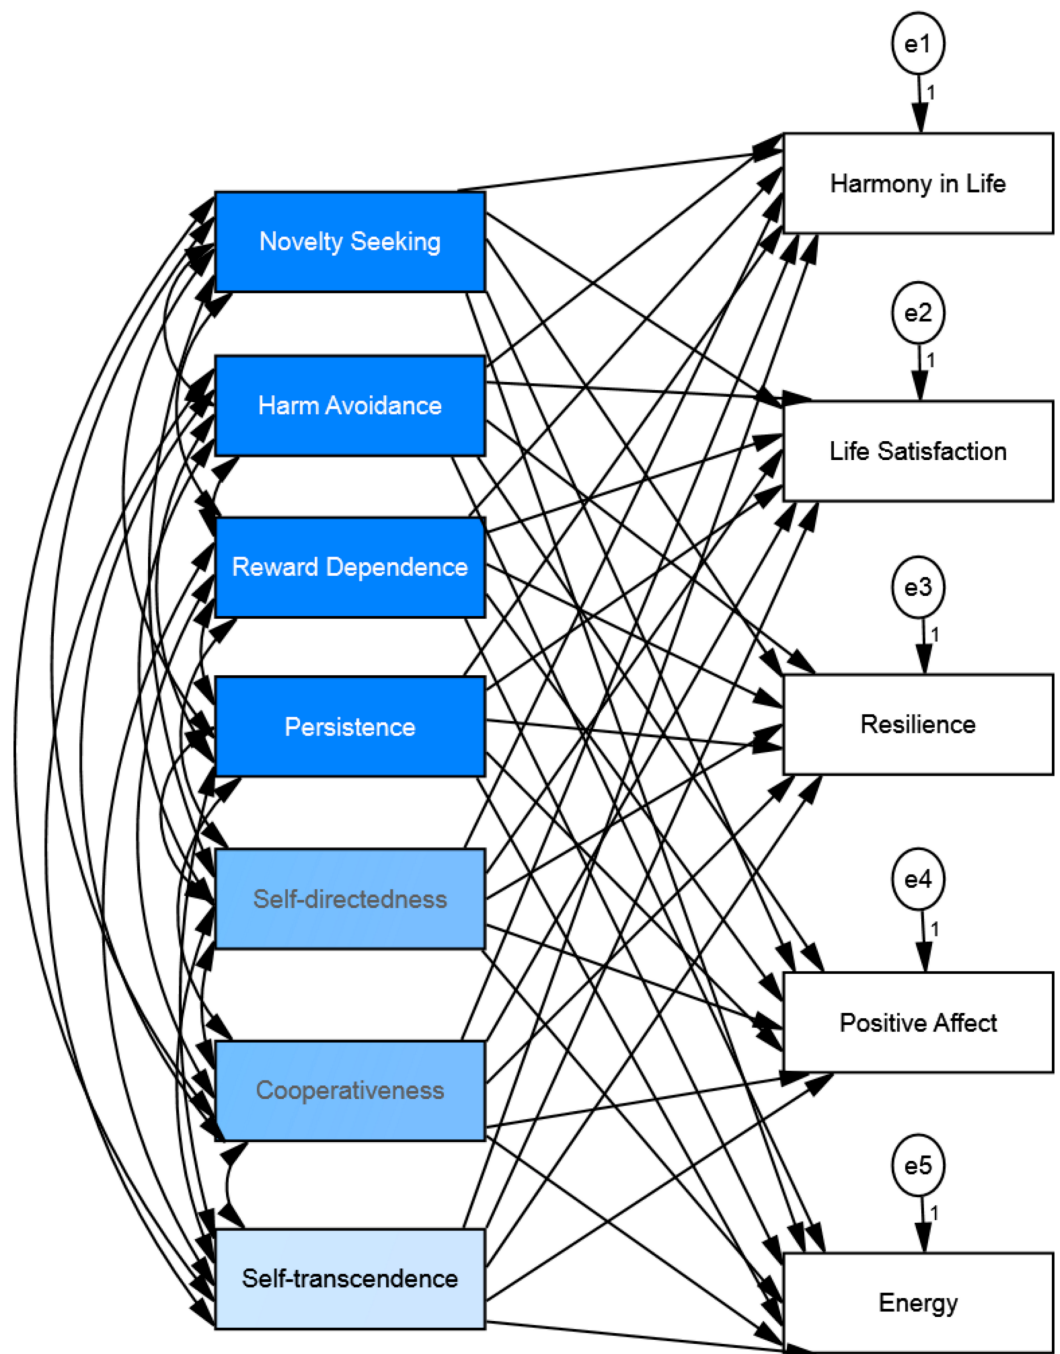 e1
1
Harmony in Life
Novelty Seeking
e2
1
Harm Avoidance
Life Satisfaction
Reward Dependence
e3
1
Persistence
Resilience
e4
1
Self-directedness
Positive Affect
Cooperativeness
e5
1
Self-transcendence
Energy